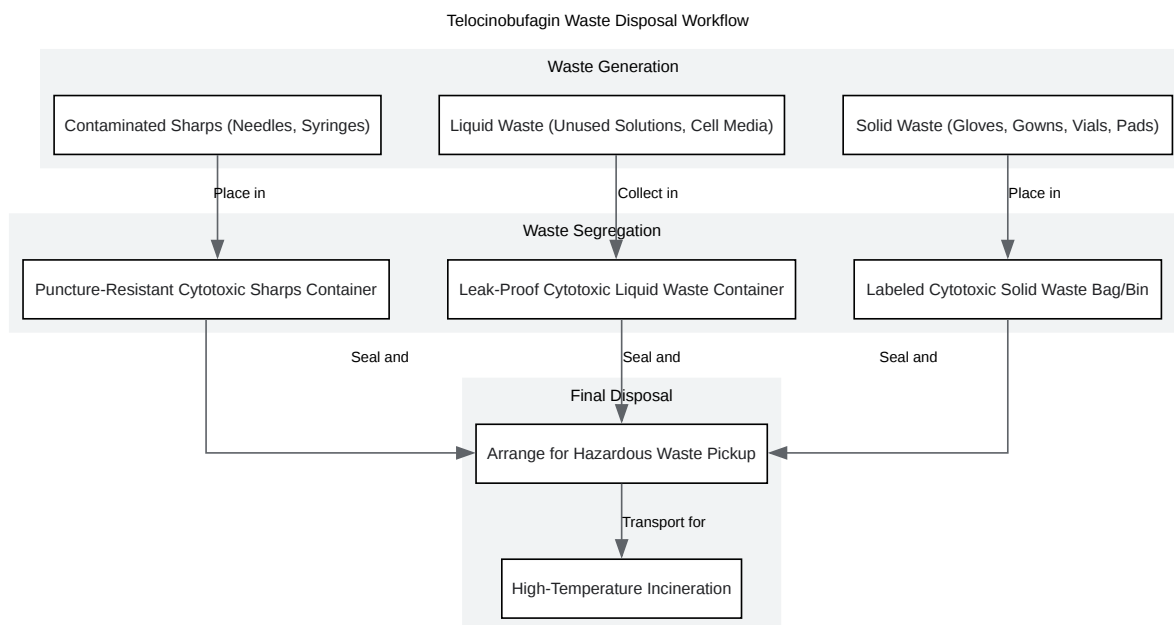 Telocinobufagin Waste Disposal Workflow
Waste Generation
Contaminated Sharps (Needles, Syringes)
Liquid Waste (Unused Solutions, Cell Media)
Solid Waste (Gloves, Gowns, Vials, Pads)
Place in
Collect in
Place in
Waste Segregation
Puncture-Resistant Cytotoxic Sharps Container
Leak-Proof Cytotoxic Liquid Waste Container
Labeled Cytotoxic Solid Waste Bag/Bin
Seal and
Seal and
Seal and
Final Disposal
Arrange for Hazardous Waste Pickup
Transport for
High-Temperature Incineration